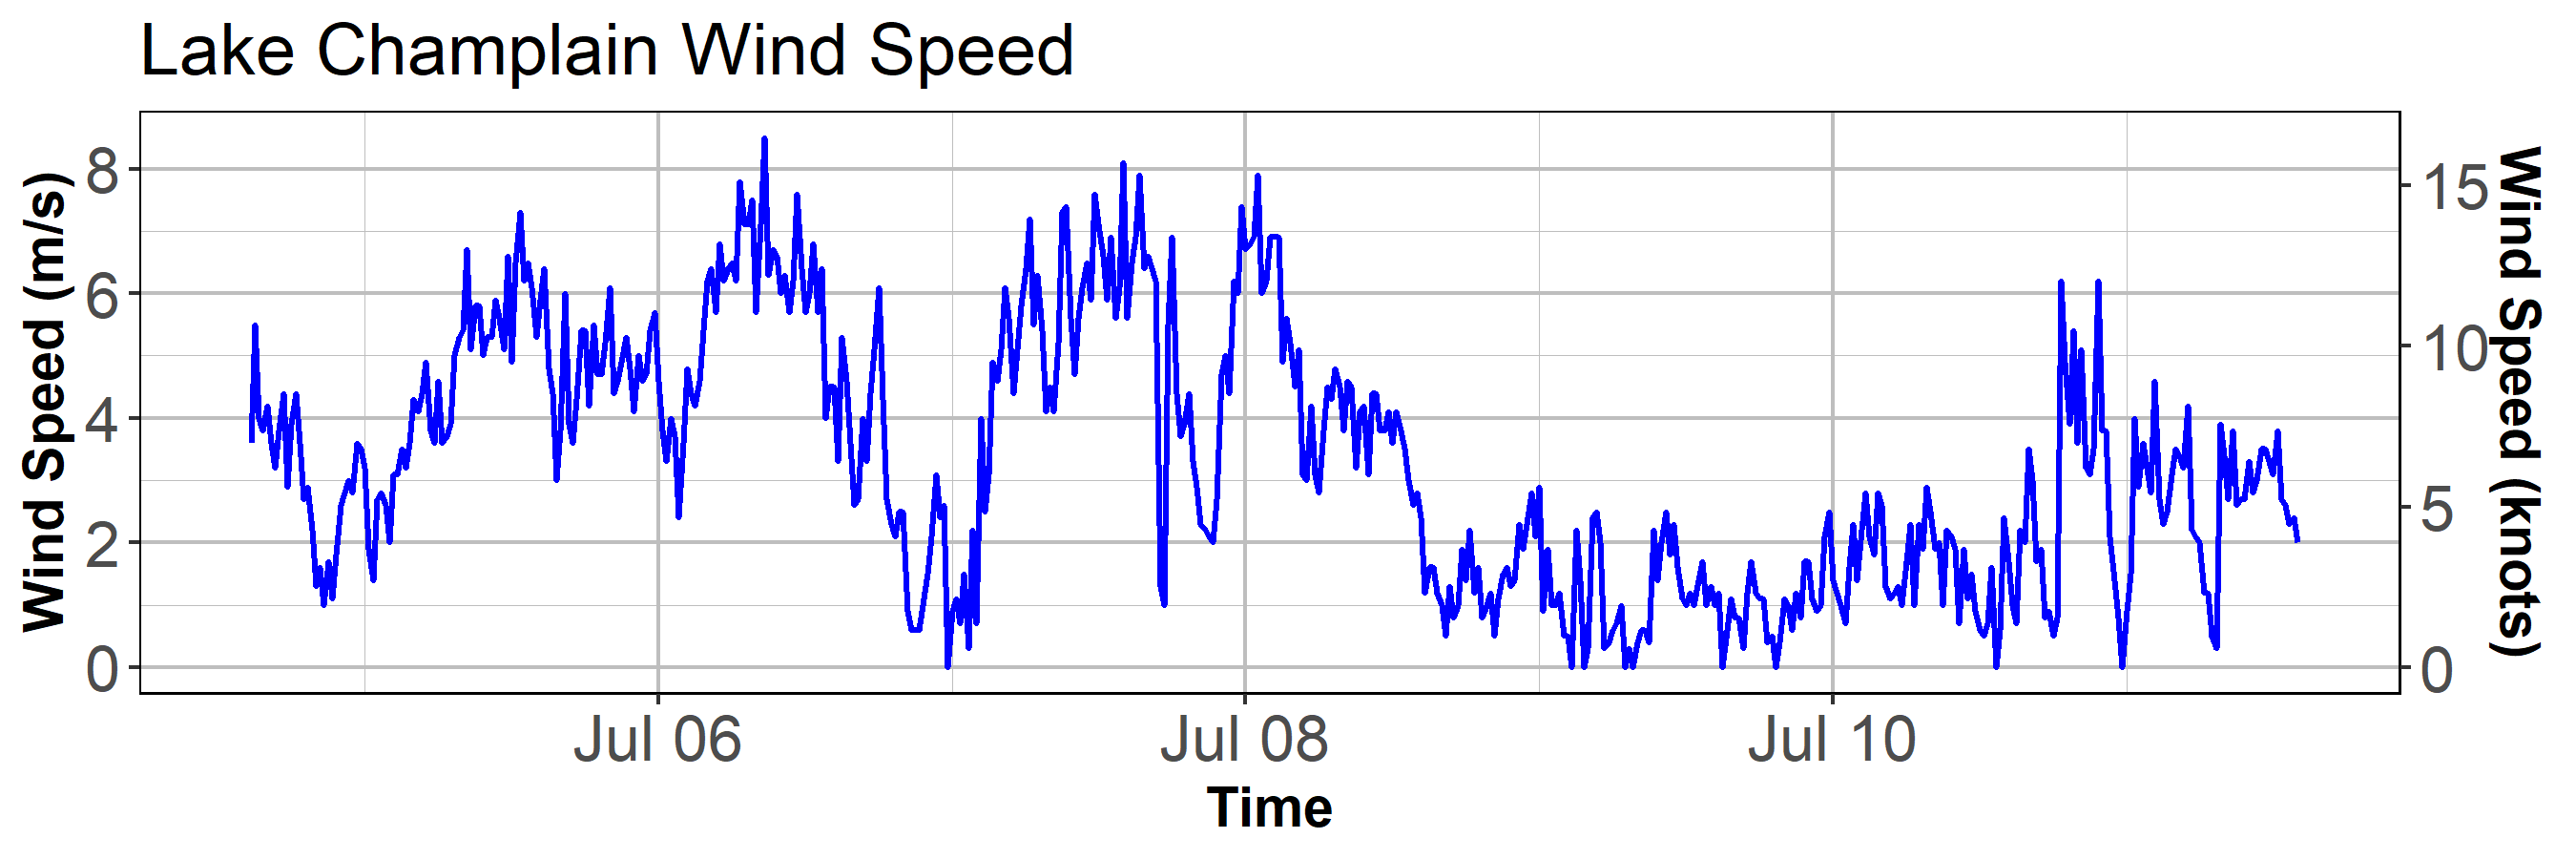 Lake Champlain Wind Speed
Wind Speed (m/s)
8
6
4
2
0
15
10
5
0
Wind Speed (knots)
Jul 06
Jul 08
Jul 10
Time